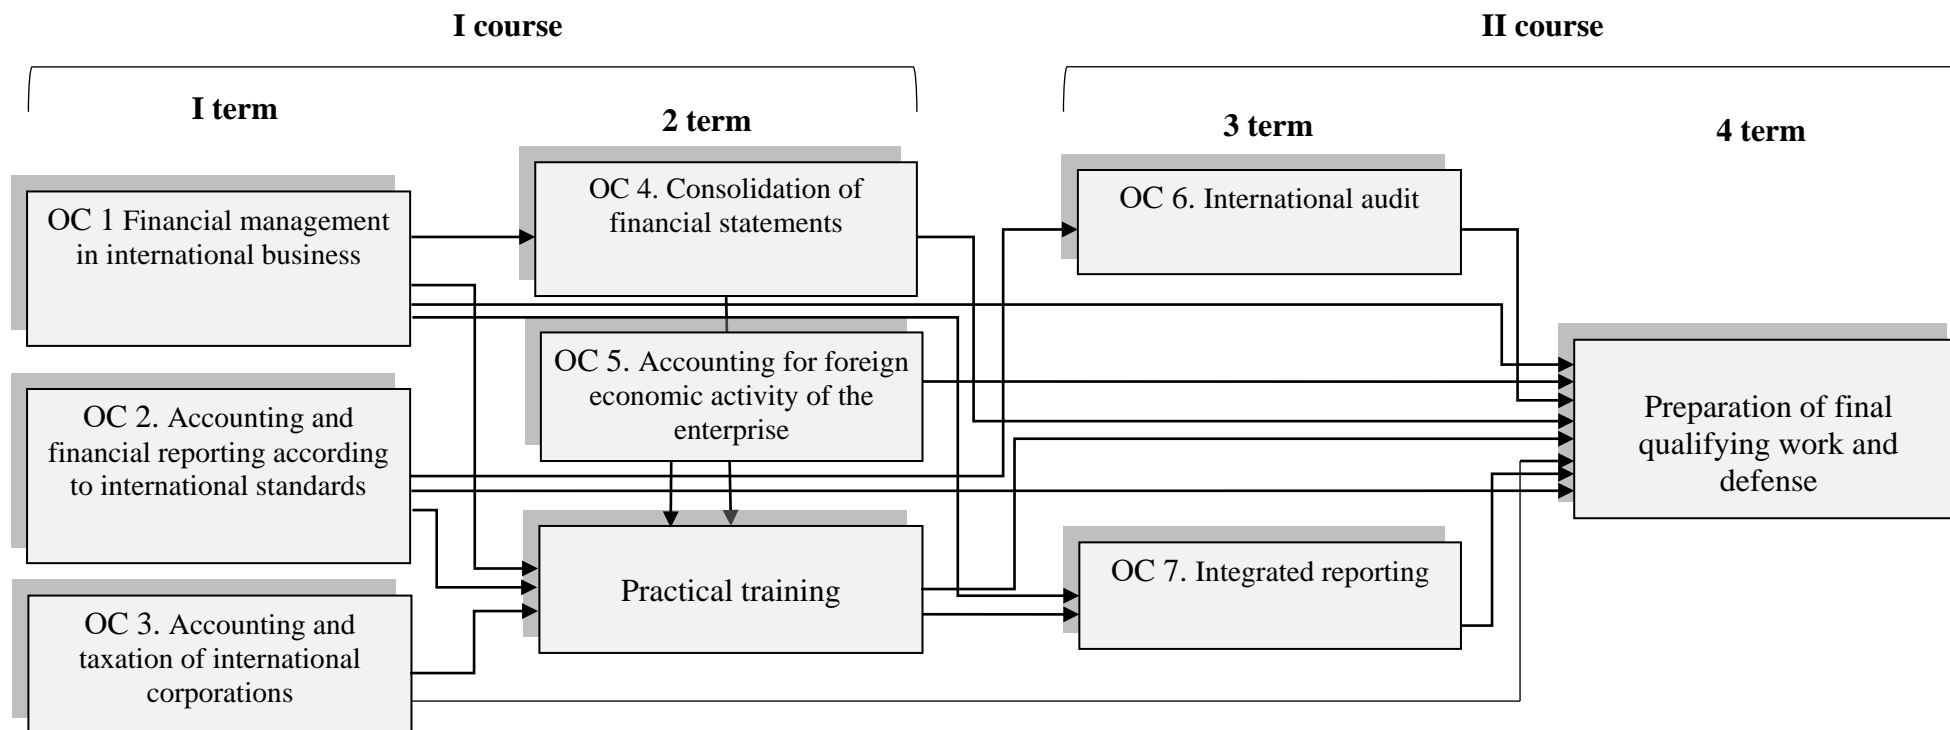 I course
II course
I term
2 term
3 term
4 term
OC 1 Financial management
in international business
OC 4. Consolidation of
financial statements
OC 6. International audit
OC 5. Accounting for foreign
economic activity of the
enterprise
OC 2. Accounting and
financial reporting according
to international standards
Preparation of final
qualifying work and
defense
Practical training
OC 7. Integrated reporting
OC 3. Accounting and
taxation of international
corporations